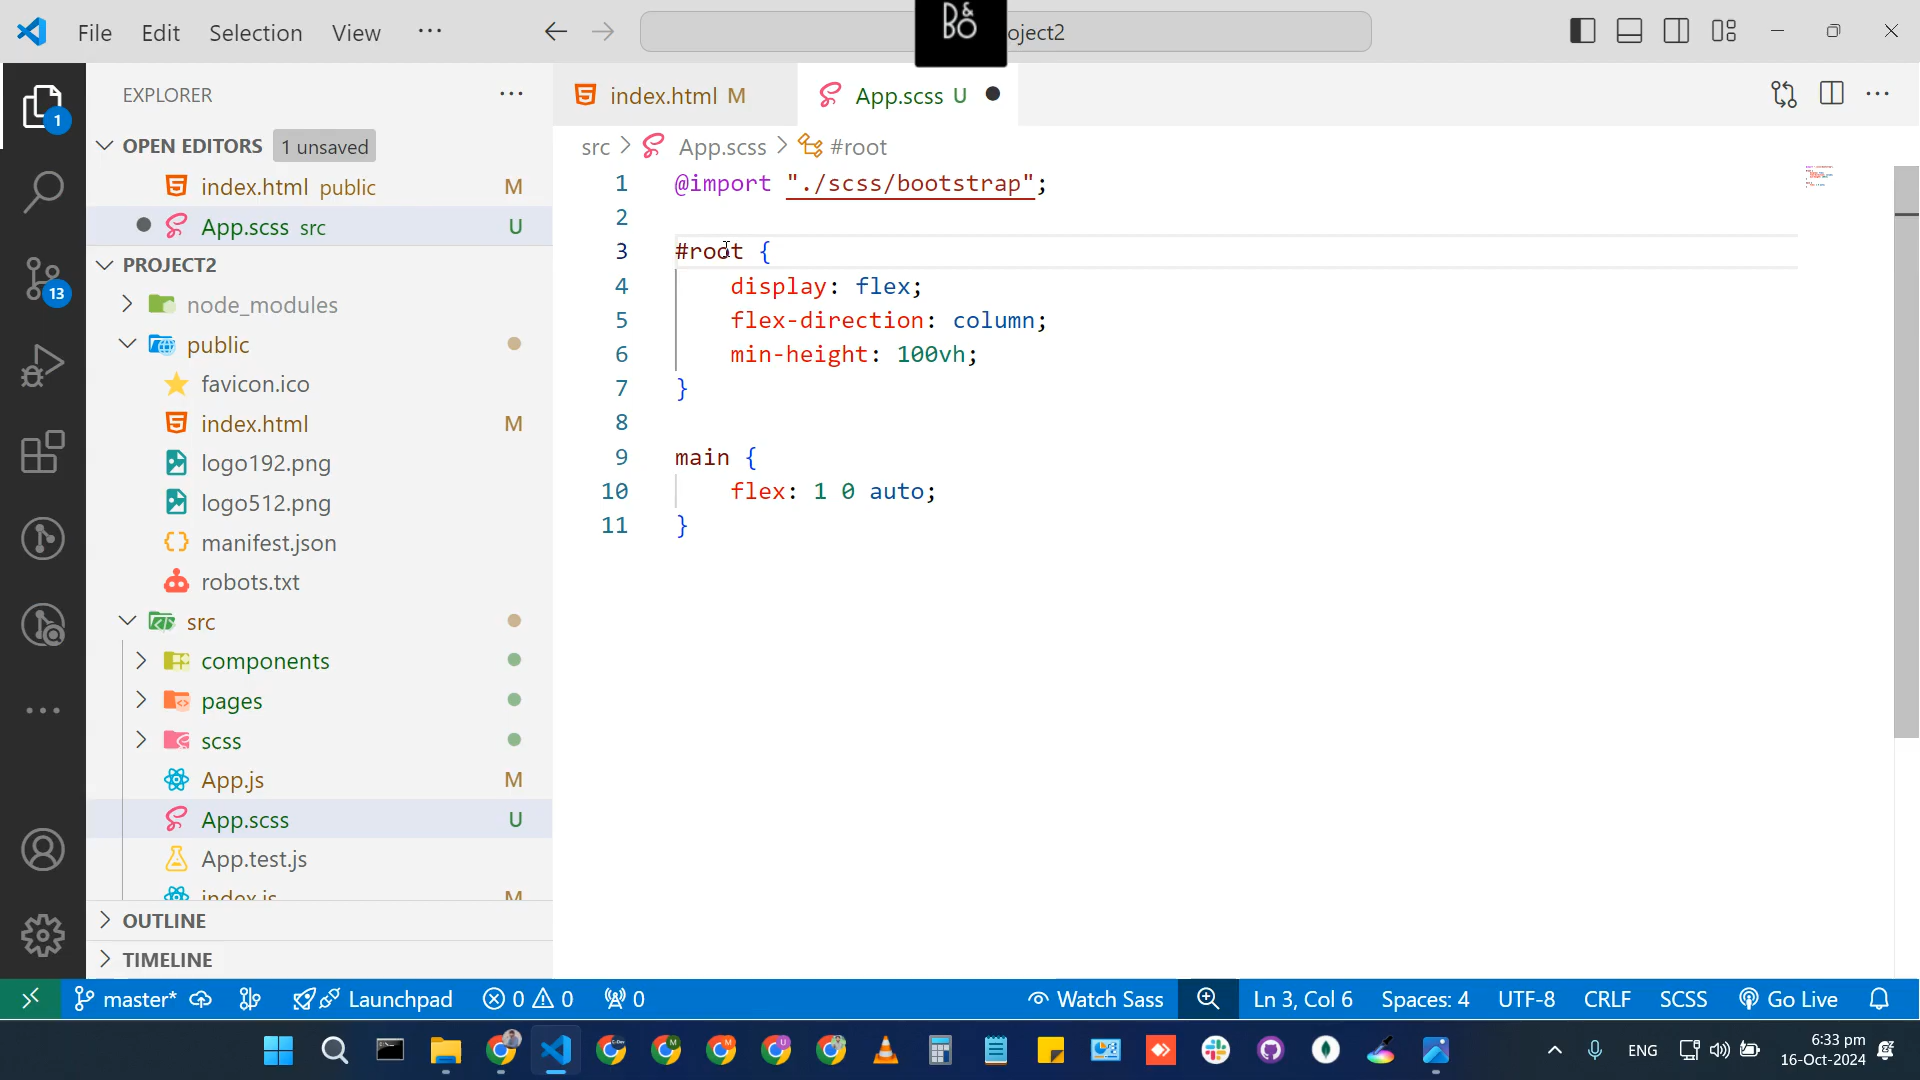 File Edit Selection View ···
B&O
oject2
EXPLORER
OPEN EDITORS 1 unsaved
index.html public M
App.scss src U
PROJECT2
node_modules
public
favicon.ico
index.html M
logo192.png
logo512.png
manifest.json
robots.txt
src
components
pages
scss
App.js M
App.scss U
App.test.js
index.js M
OUTLINE
TIMELINE
1
13
index.html M
App.scss U
src > App.scss > #root
1 @import "./scss/bootstrap";
2
3 #root {
4 display: flex;
5 flex-direction: column;
6 min-height: 100vh;
7 }
8
9 main {
10 flex: 1 0 auto;
11 }
master* Launchpad 0 0 0 Watch Sass Ln 3, Col 6 Spaces: 4 UTF-8 CRLF SCSS Go Live
ENG
6:33 pm
16-Oct-2024